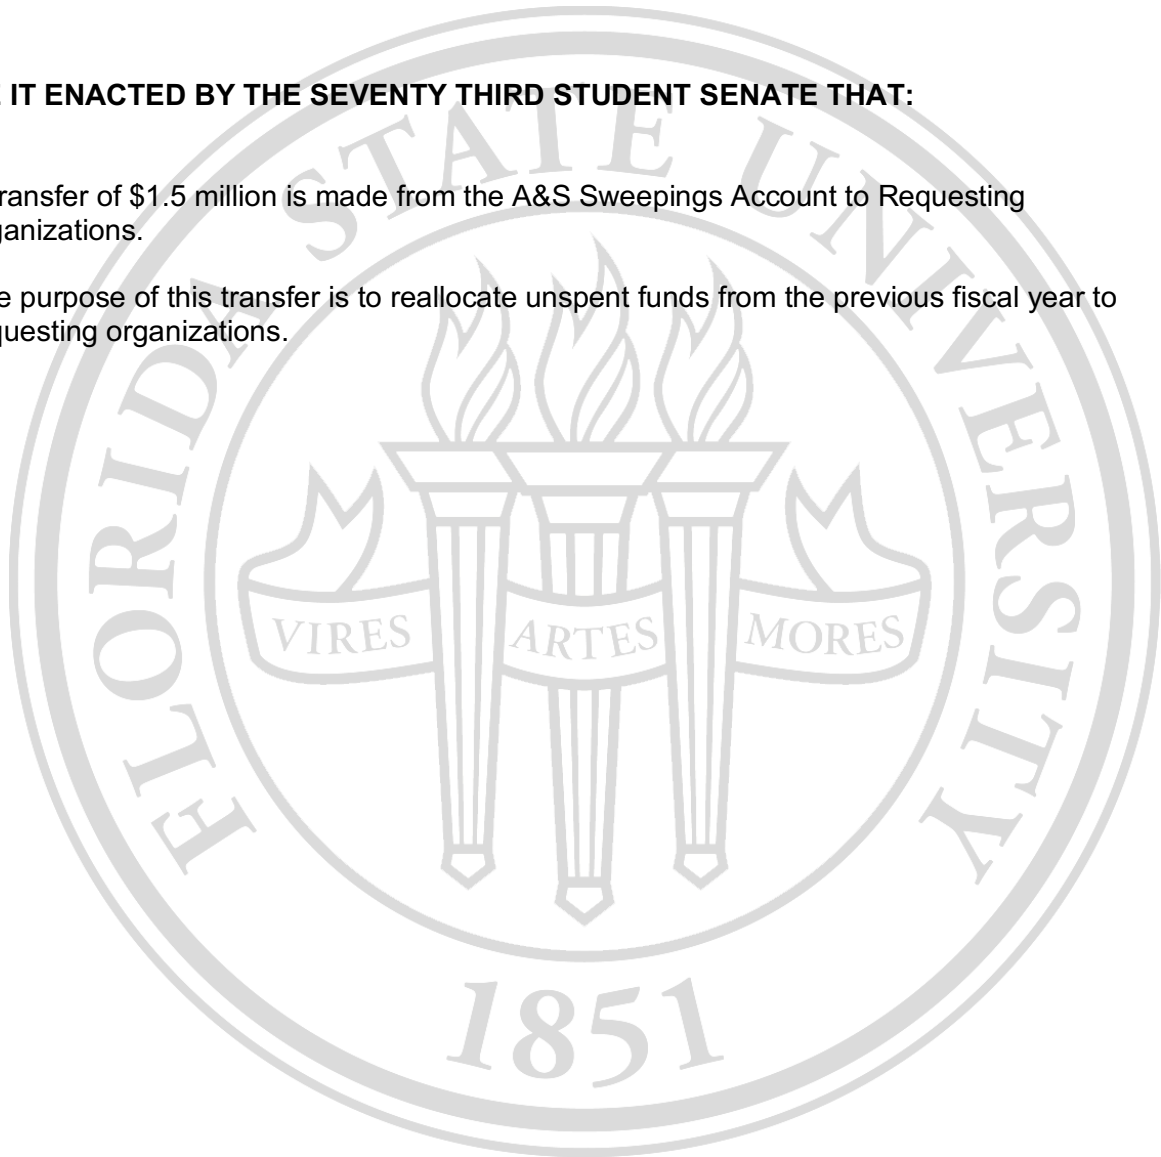 IT ENACTED BY THE SEVENTY THIRD STUDENT SENATE THAT:
ransfer of $1.5 million is made from the A&S Sweepings Account to Requesting
ganizations.
e purpose of this transfer is to reallocate unspent funds from the previous fiscal year to
questing organizations.
FLORIDA STATE UNIVERSITY
VIRES ARTES MORES
1851